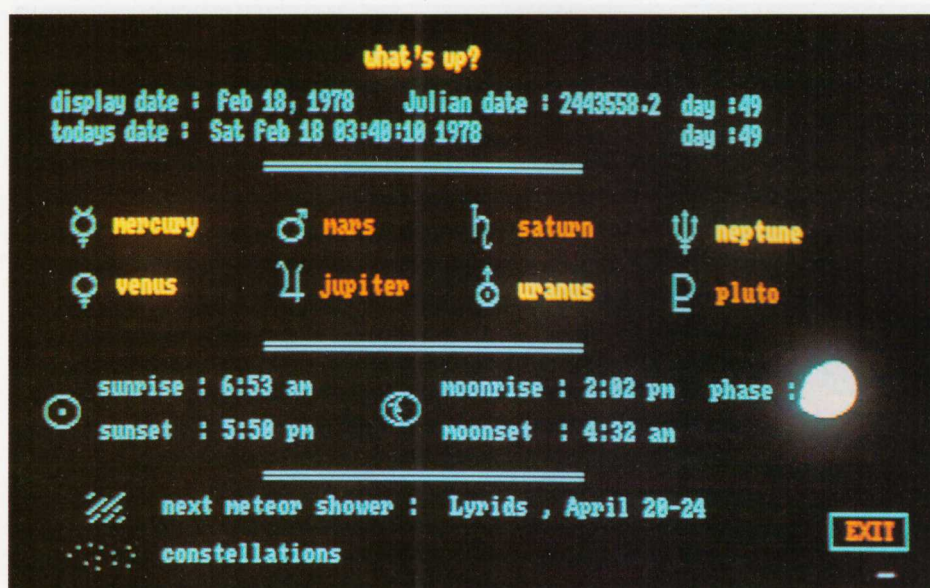 what's up?
display date : Feb 18, 1978 Julian date : 2443558.2 day :49
todays date : Sat Feb 18 03:40:10 1978 day :49
mercury mars saturn neptune
venus jupiter uranus pluto
sunrise : 6:53 am moonrise : 2:02 pm phase :
sunset : 5:50 pm moonset : 4:32 am
next meteor shower : Lyrids , April 20-24
EXIT
constellations